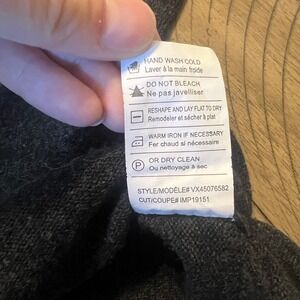 HAND WASH COLD
Laver à la main froide
DO NOT BLEACH
Ne pas javelliser
RESHAPE AND LAY FLAT TO DRY
Remodeler et sécher à plat
WARM IRON IF NECESSARY
Fer chaud si nécessaire
P
OR DRY CLEAN
Ou nettoyage à sec
STYLE/MODÈLE# VX45076582
CUT/COUPE# IMP19151